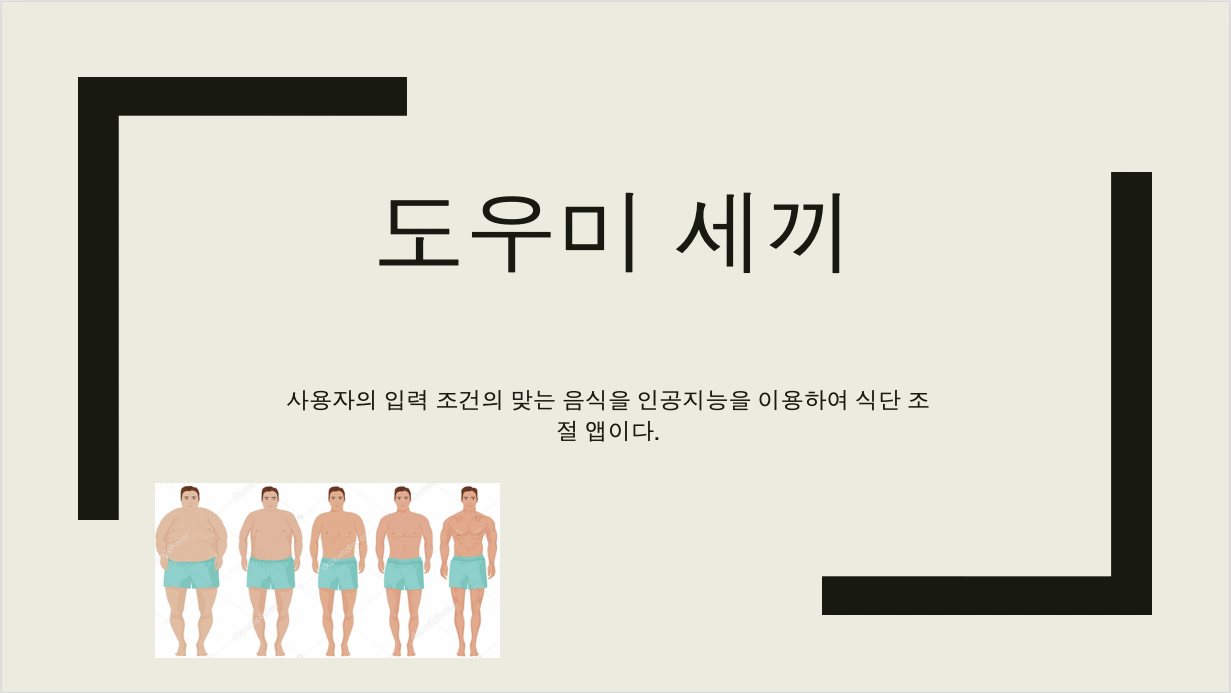 도우미 세끼
사용자의 입력 조건의 맞는 음식을 인공지능을 이용하여 식단 조
절 앱이다.